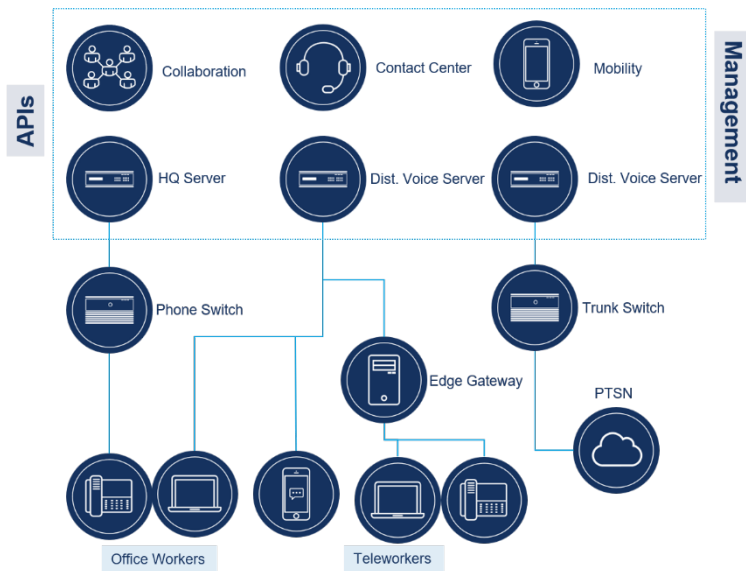 Collaboration
Contact Center
Mobility
APIs
Management
HQ Server
Dist. Voice Server
Dist. Voice Server
Phone Switch
Trunk Switch
Edge Gateway
PTSN
Office Workers
Teleworkers